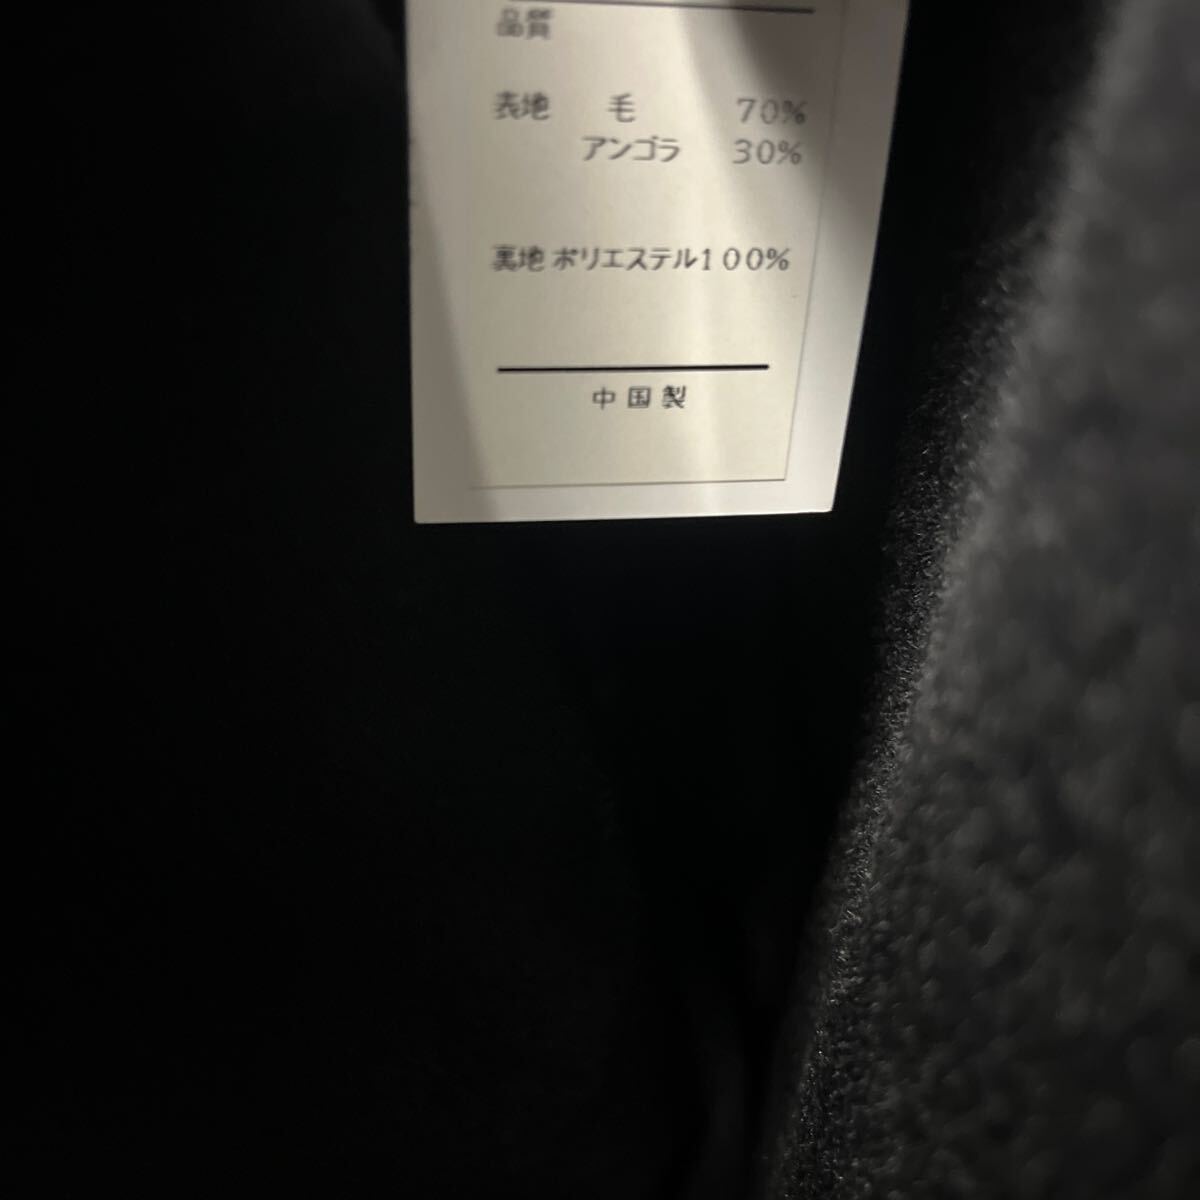 品質
表地 毛 70%
アンゴラ 30%
裏地 ポリエステル100%
中国製